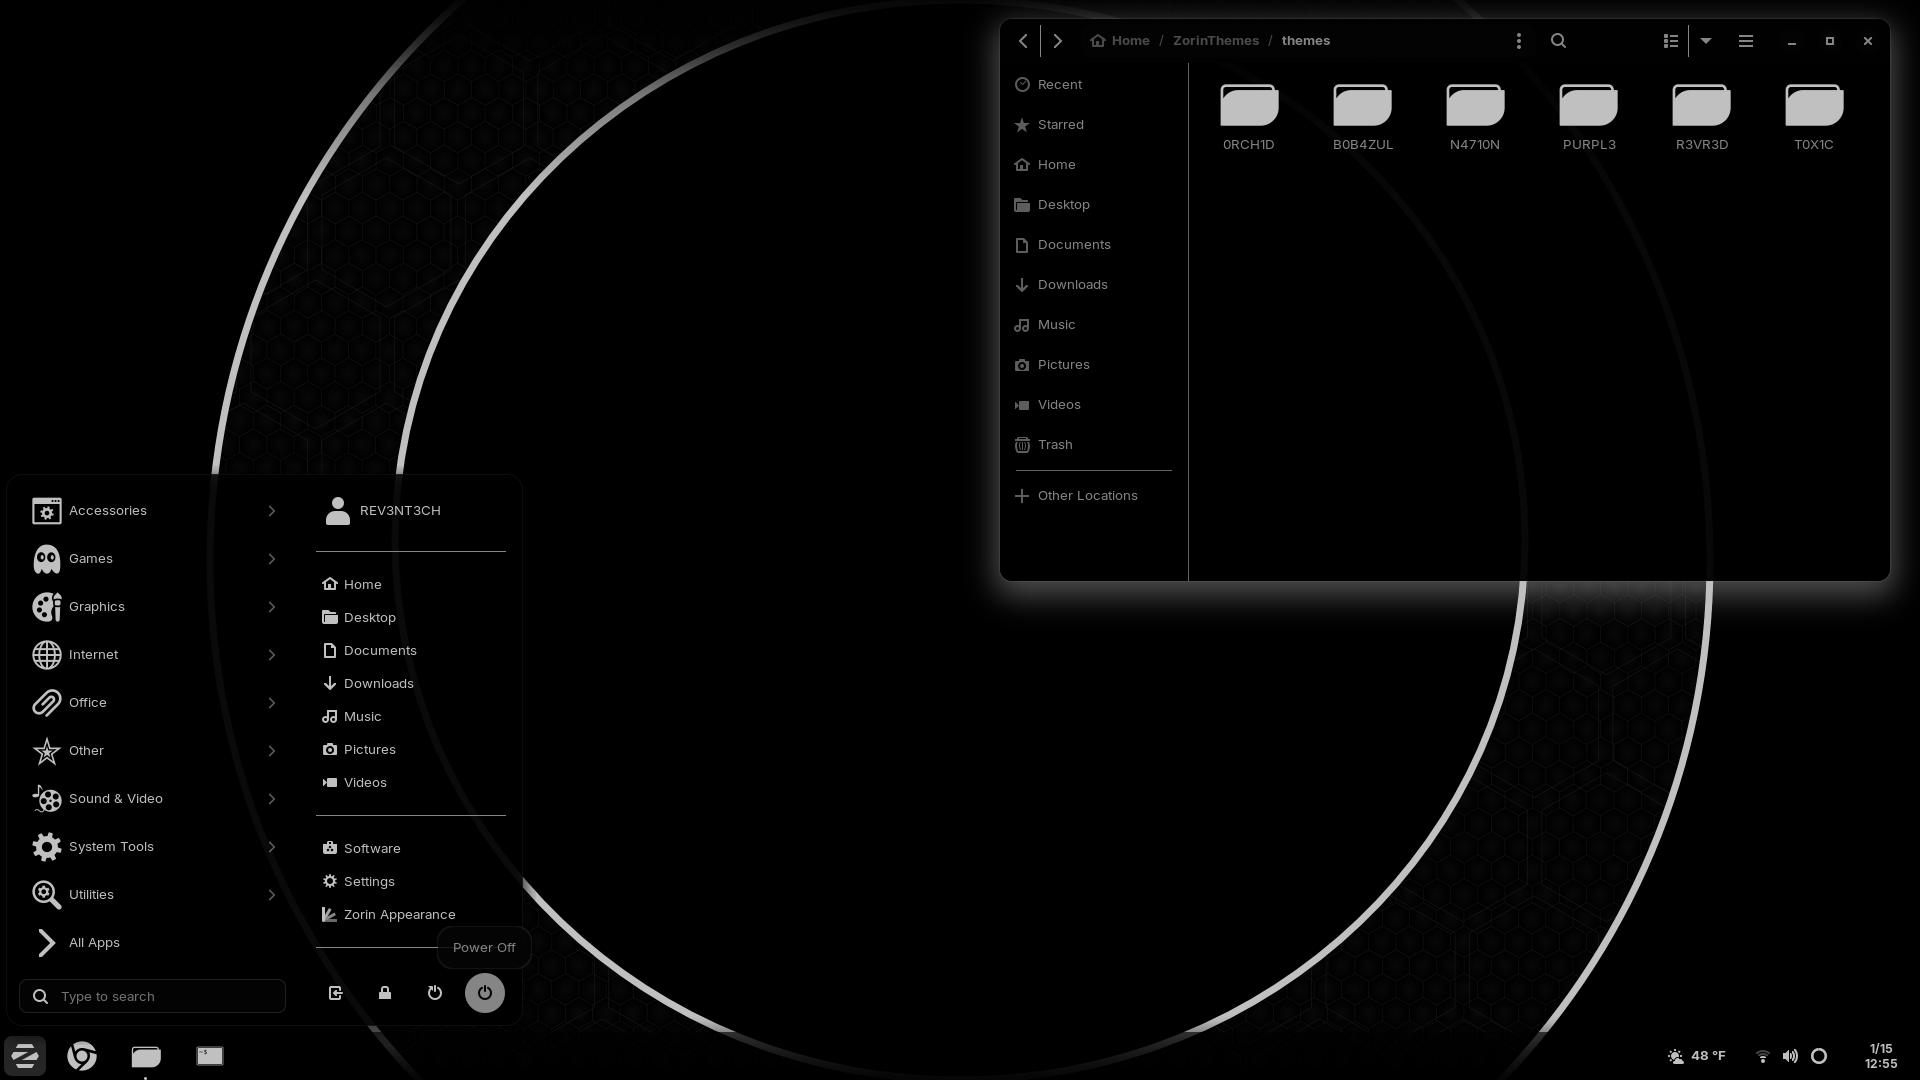 Home / ZorinThemes / themes
Recent
Starred
Home
Desktop
Documents
Downloads
Music
Pictures
Videos
Trash
Other Locations
0RCH1D B0B4ZUL N4710N PURPL3 R3VR3D T0X1C
Accessories
Games
Graphics
Internet
Office
Other
Sound & Video
System Tools
Utilities
All Apps
Type to search
REV3NT3CH
Home
Desktop
Documents
Downloads
Music
Pictures
Videos
Software
Settings
Zorin Appearance
Power Off
~$
48 °F
1/15
12:55